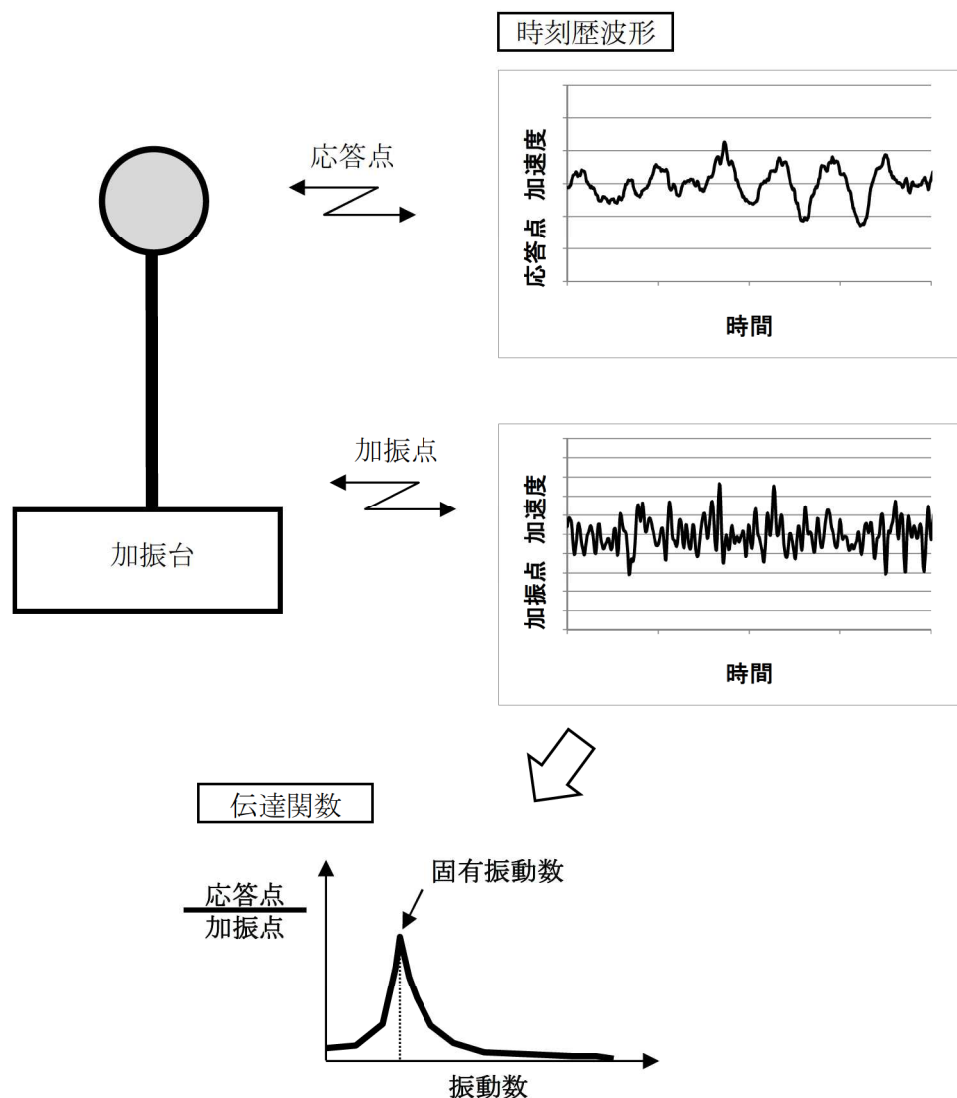 時刻歴波形
応答点
応答点 加速度
時間
加振点
加振台
加振点 加速度
時間
伝達関数
固有振動数
応答点
加振点
振動数